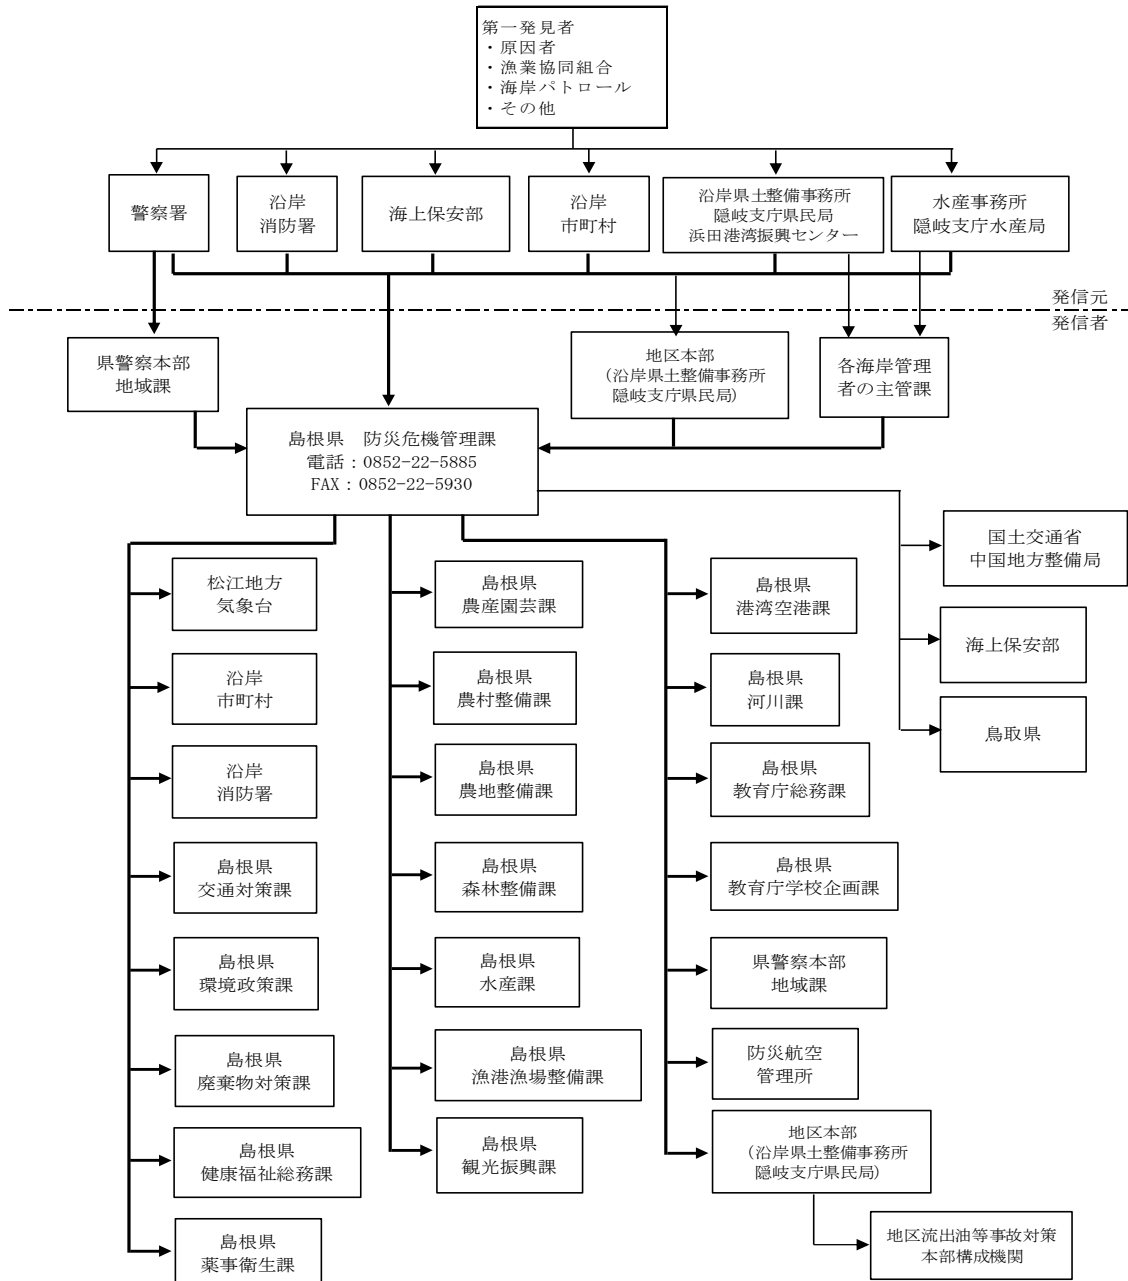 第一発見者
・原因者
・漁業協同組合
・海岸パトロール
・その他
警察署
沿岸
消防署
海上保安部
沿岸
市町村
沿岸県土整備事務所
隠岐支庁県民局
浜田港湾振興センター
水産事務所
隠岐支庁水産局
発信元
発信者
県警察本部
地域課
地区本部
(沿岸県土整備事務所
隠岐支庁県民局)
各海岸管理
者の主管課
島根県 防災危機管理課
電話：0852-22-5885
FAX：0852-22-5930
国土交通省
中国地方整備局
海上保安部
鳥取県
松江地方
気象台
沿岸
市町村
沿岸
消防署
島根県
交通対策課
島根県
環境政策課
島根県
廃棄物対策課
島根県
健康福祉総務課
島根県
薬事衛生課
島根県
農産園芸課
島根県
農村整備課
島根県
農地整備課
島根県
森林整備課
島根県
水産課
島根県
漁港漁場整備課
島根県
観光振興課
島根県
港湾空港課
島根県
河川課
島根県
教育庁総務課
島根県
教育庁学校企画課
県警察本部
地域課
防災航空
管理所
地区本部
(沿岸県土整備事務所
隠岐支庁県民局)
地区流出油等事故対策
本部構成機関